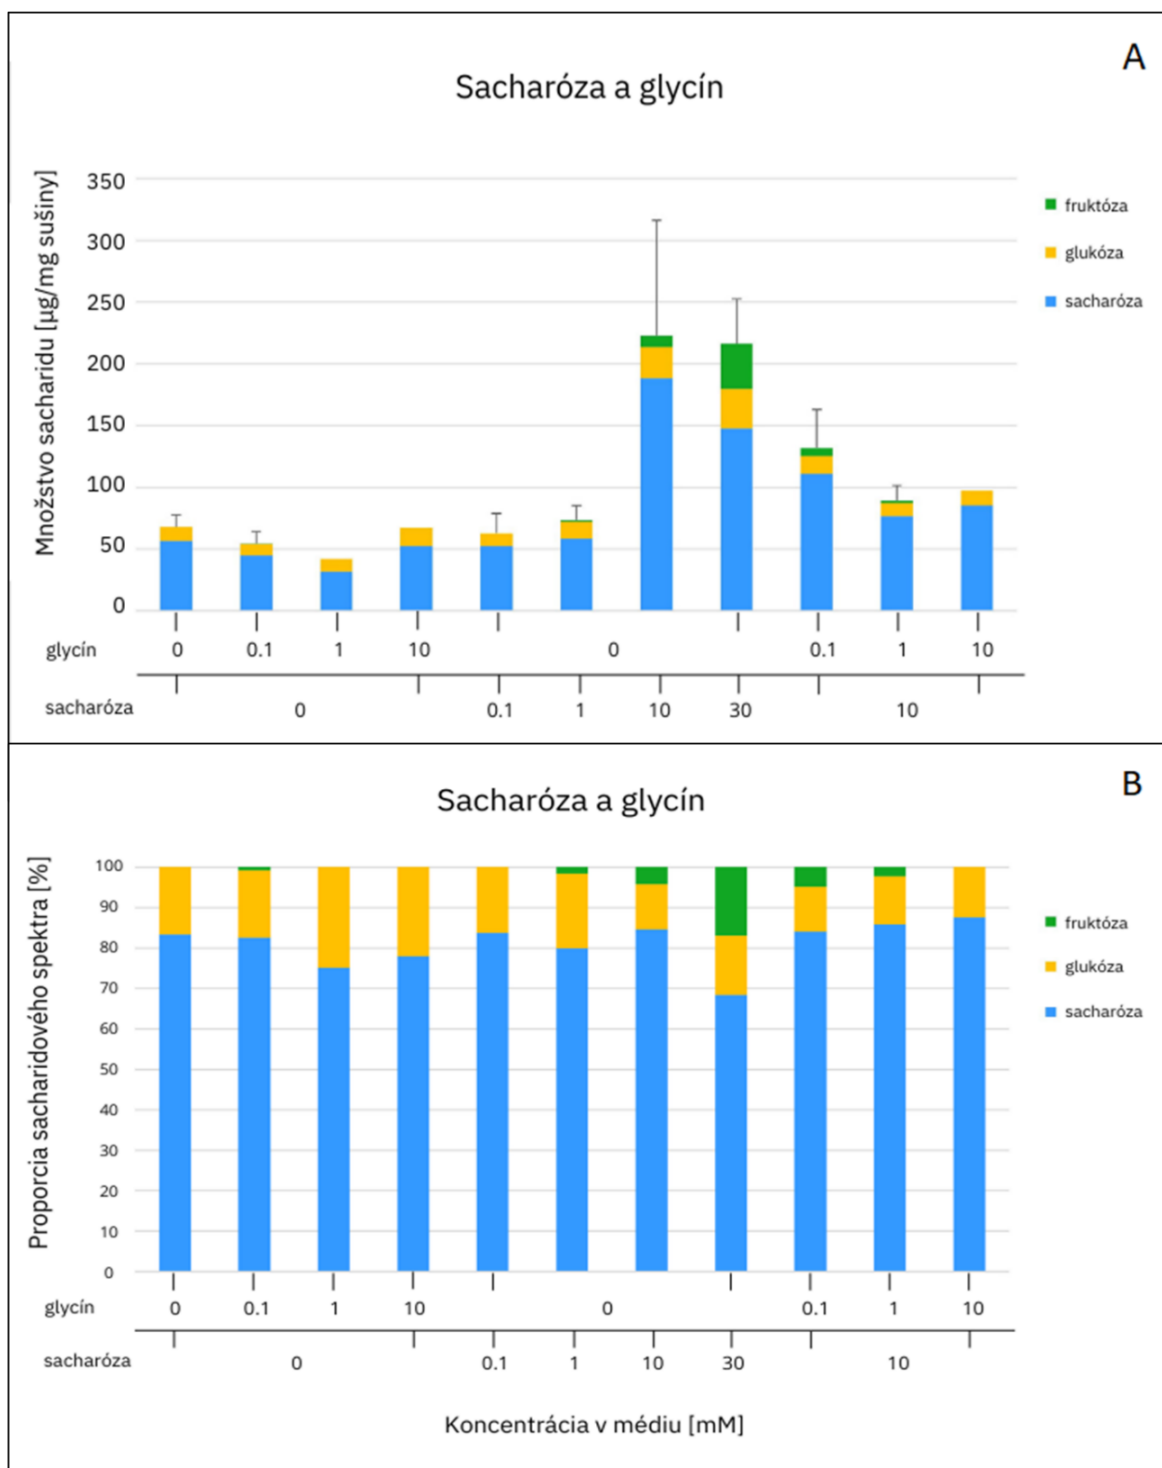 A
Sacharóza a glycín
Množstvo sacharidu [µg/mg sušiny]
350
300
250
200
150
100
50
0
fruktóza
glukóza
sacharóza
glycín 0 0.1 1 10 0 0.1 1 10
sacharóza 0 0.1 1 10 30 10
B
Sacharóza a glycín
Proporcia sacharidového spektra [%]
100
90
80
70
60
50
40
30
20
10
0
fruktóza
glukóza
sacharóza
glycín 0 0.1 1 10 0 0.1 1 10
sacharóza 0 0.1 1 10 30 10
Koncentrácia v médiu [mM]